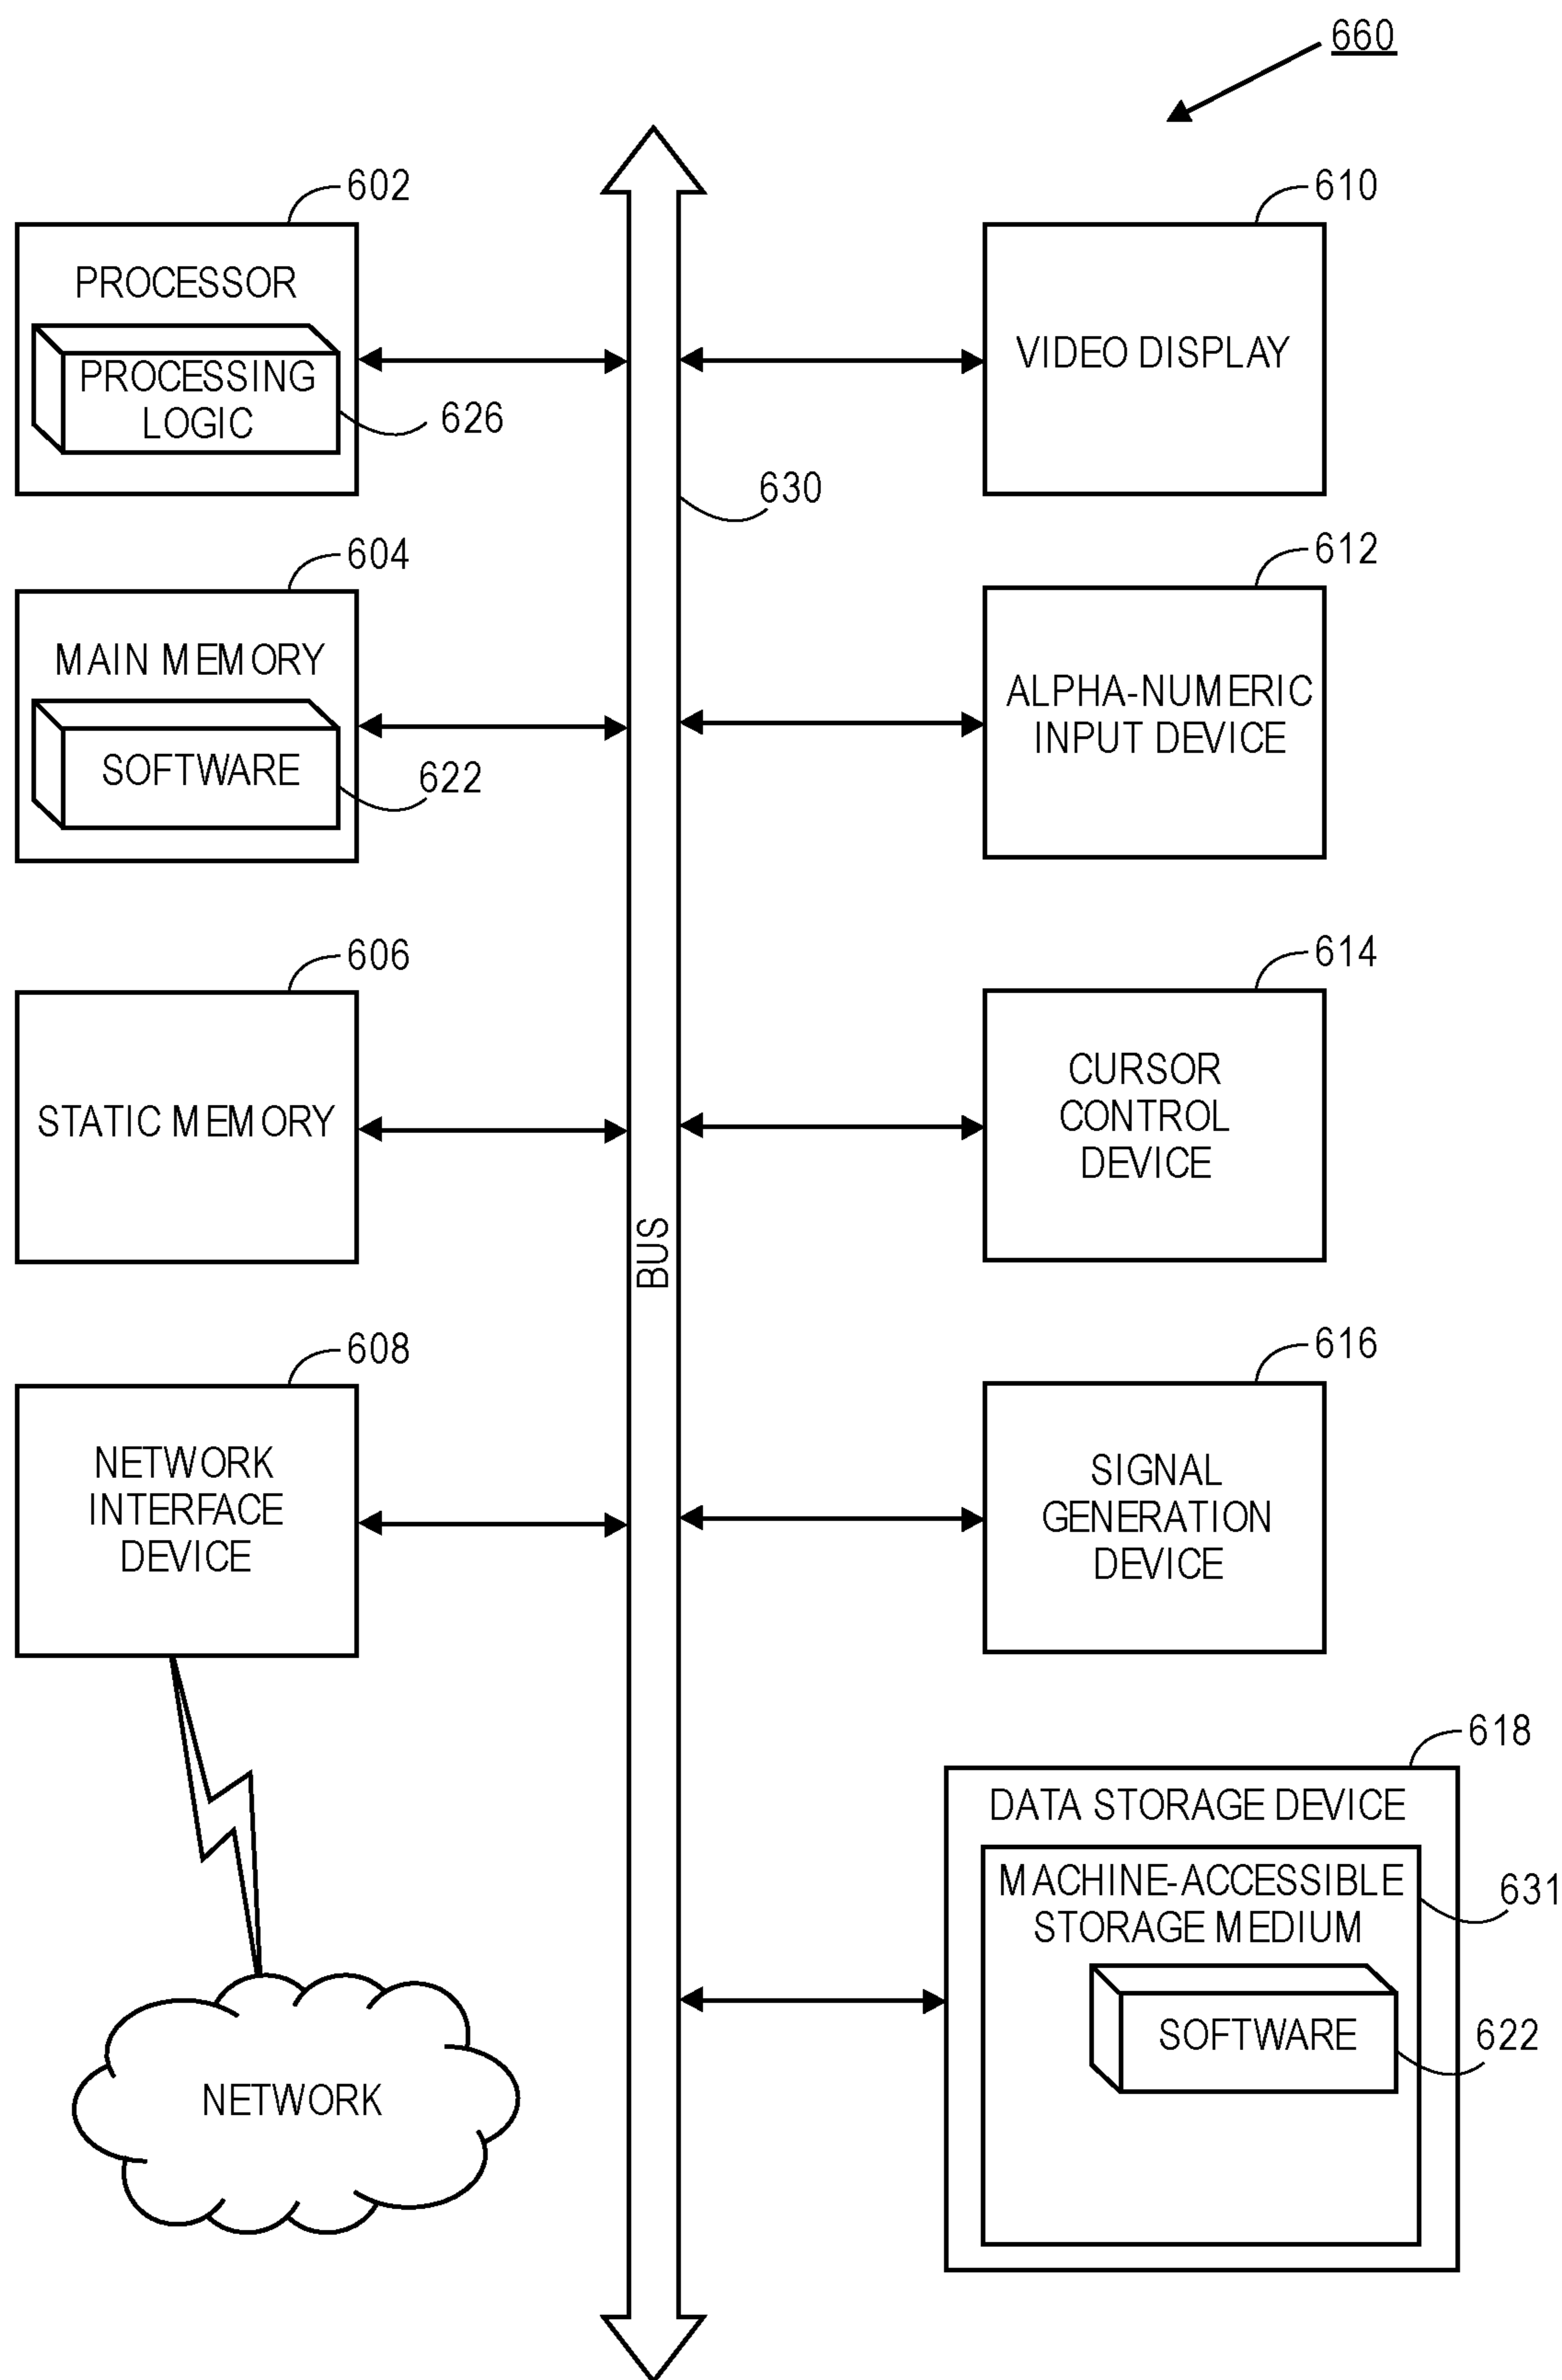 660
602
PROCESSOR
PROCESSING
LOGIC
626
610
VIDEO DISPLAY
630
604
MAIN MEMORY
SOFTWARE
622
612
ALPHA-NUMERIC
INPUT DEVICE
606
STATIC MEMORY
614
CURSOR
CONTROL
DEVICE
BUS
608
NETWORK
INTERFACE
DEVICE
616
SIGNAL
GENERATION
DEVICE
618
DATA STORAGE DEVICE
MACHINE-ACCESSIBLE
STORAGE MEDIUM
631
SOFTWARE
622
NETWORK